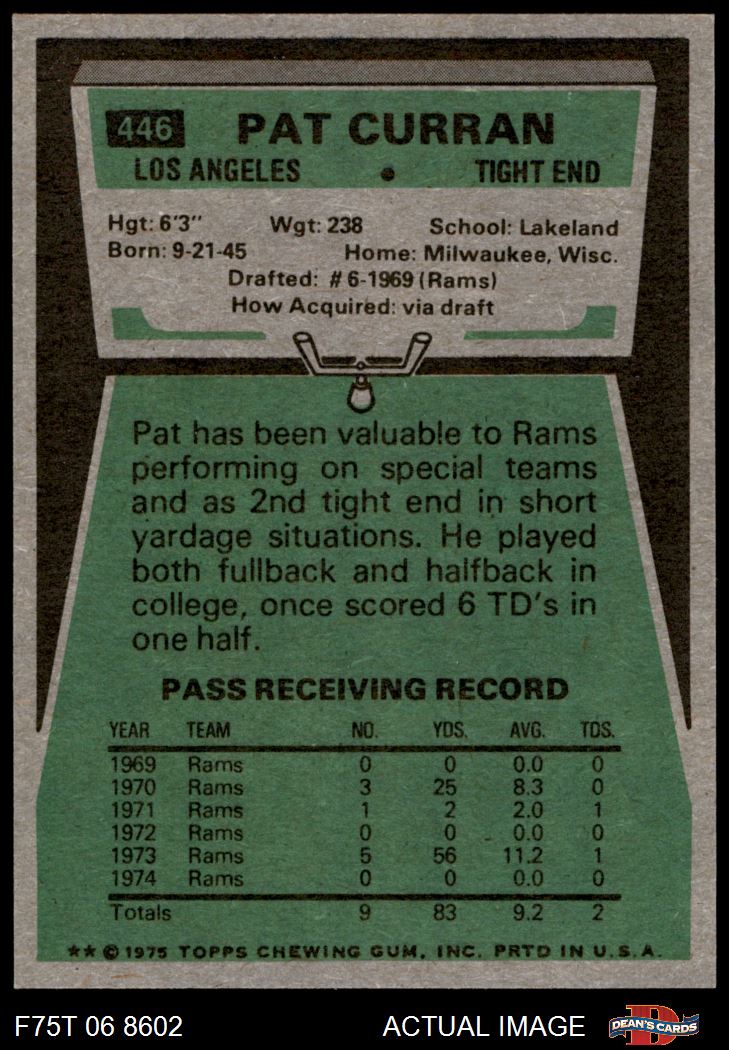 446 PAT CURRAN
LOS ANGELES • TIGHT END
Hgt: 6'3" Wgt: 238 School: Lakeland
Born: 9-21-45 Home: Milwaukee, Wisc.
Drafted: #6-1969 (Rams)
How Acquired: via draft
Pat has been valuable to Rams
performing on special teams
and as 2nd tight end in short
yardage situations. He played
both fullback and halfback in
college, once scored 6 TD's in
one half.
PASS RECEIVING RECORD
YEAR TEAM NO. YDS. AVG. TDS.
1969 Rams 0 0 0.0 0
1970 Rams 3 25 8.3 0
1971 Rams 1 2 2.0 1
1972 Rams 0 0 0.0 0
1973 Rams 5 56 11.2 1
1974 Rams 0 0 0.0 0
Totals 9 83 9.2 2
★★ © 1975 TOPPS CHEWING GUM, INC. PRTD IN U.S.A.
F75T 06 8602 ACTUAL IMAGE D DEAN'S CARDS